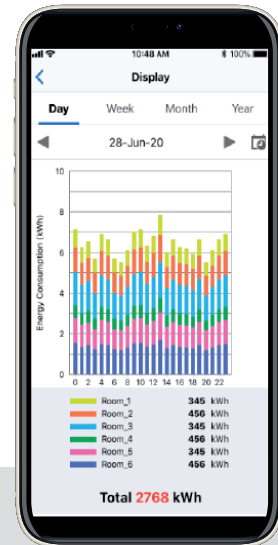 10:48 AM 100%
Display
Day Week Month Year
28-Jun-20
Energy Consumption (kWh)
10
8
6
4
2
0
0 2 4 6 8 10 12 14 16 18 20 22
Room_1 345 kWh
Room_2 456 kWh
Room_3 345 kWh
Room_4 456 kWh
Room_5 345 kWh
Room_6 456 kWh
Total 2768 kWh